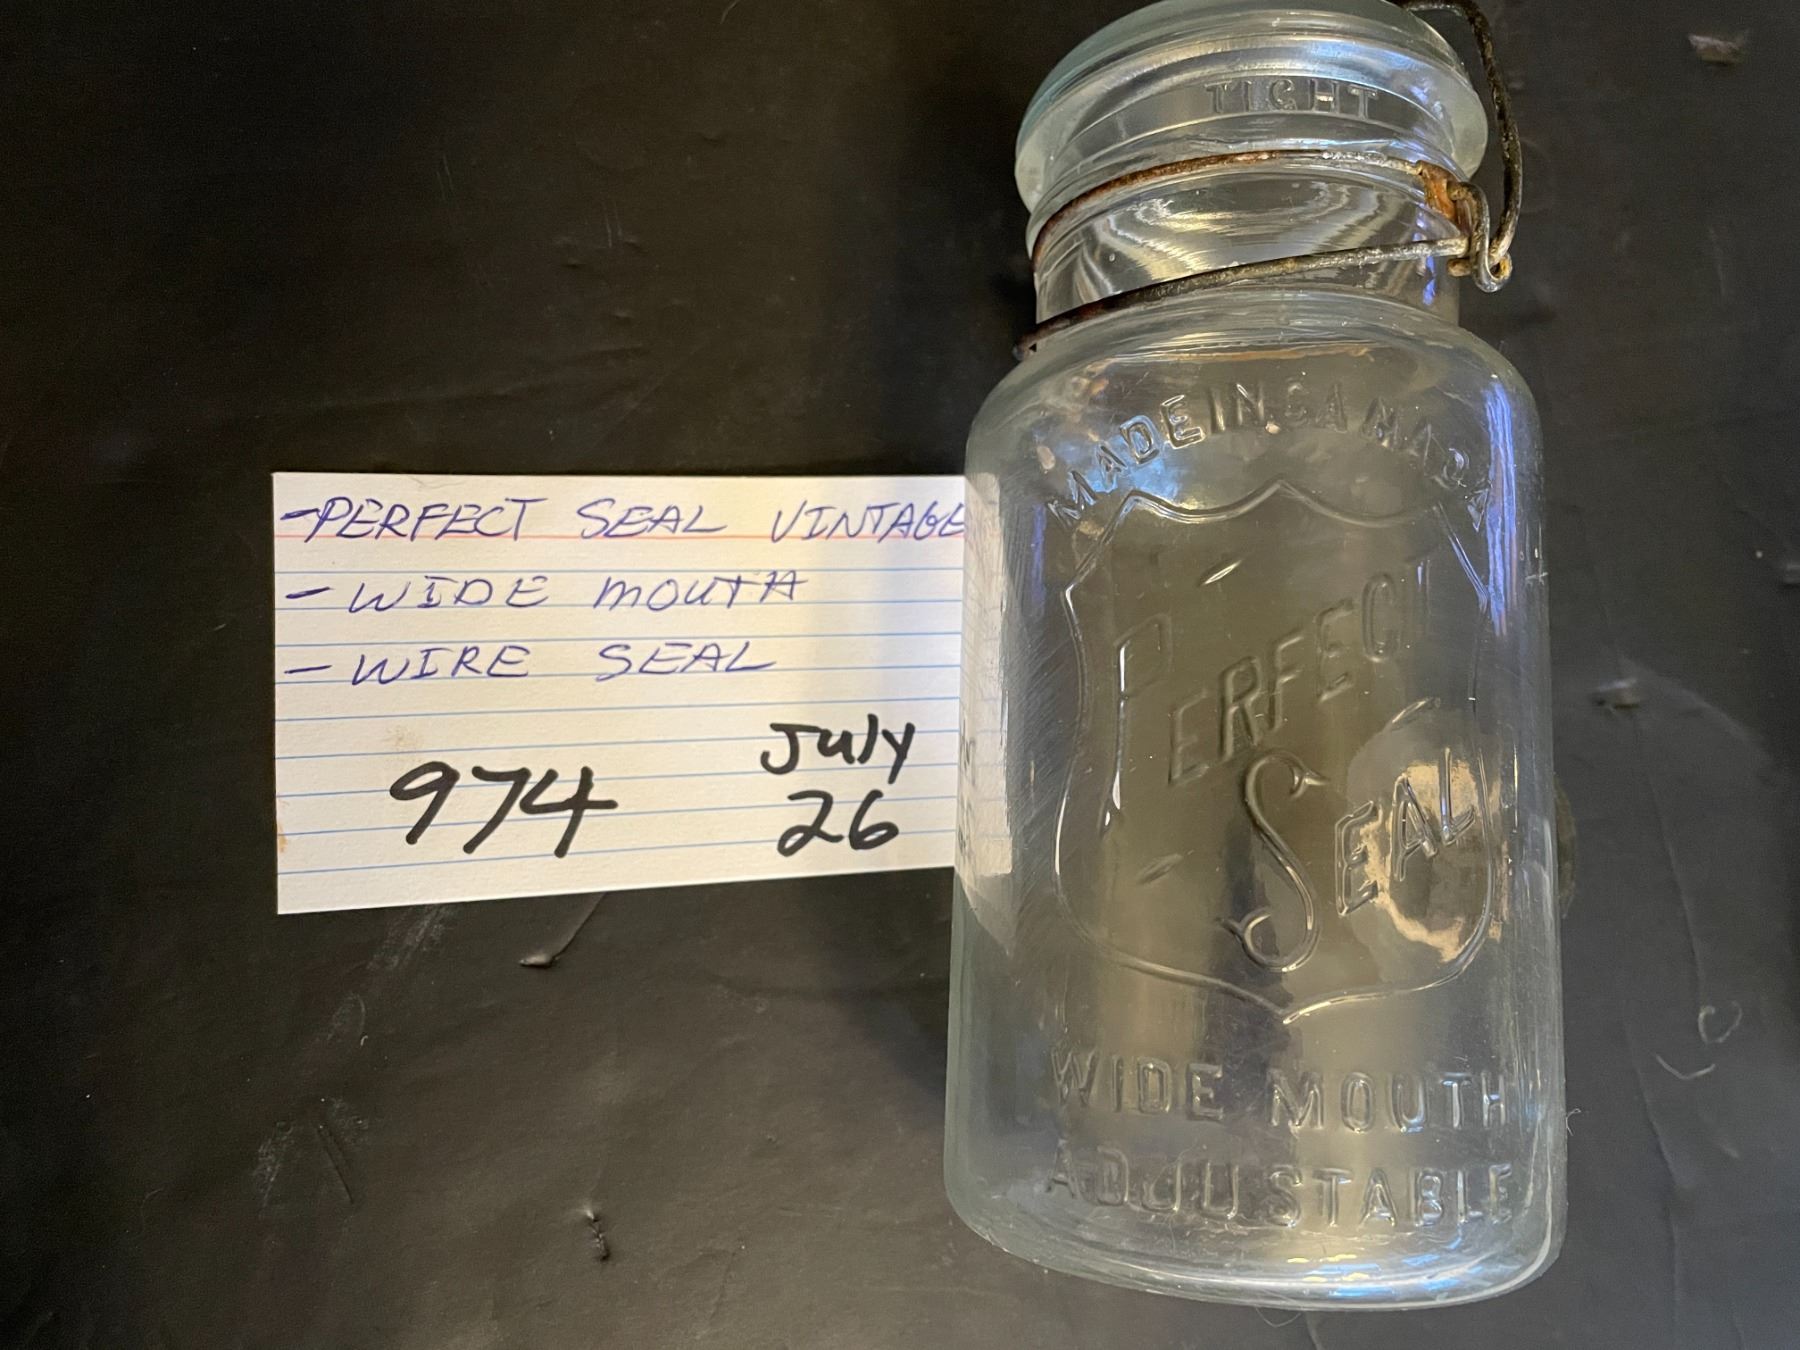 -PERFECT SEAL VINTAGE
- WIDE MOUTH
- WIRE SEAL
974
July
26
TIGHT
MADE IN CANADA
PERFECT
SEAL
WIDE MOUTH
ADJUSTABLE